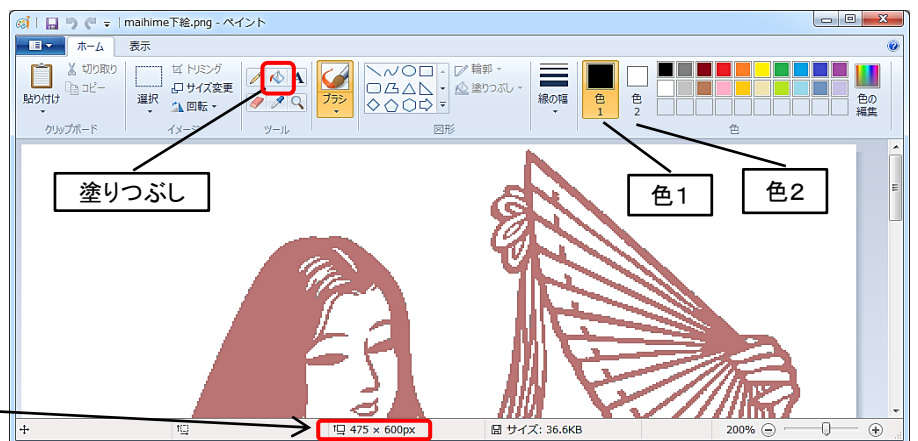 maihime下絵.png - ペイント
ホーム 表示
貼り付け
切り取り
コピー
クリップボード
選択
トリミング
サイズ変更
回転
イメージ
A
ツール
ブラシ
輪郭
塗りつぶし
図形
線の幅
色
1
色
2
色の
編集
色
塗りつぶし
色1
色2
475 × 600px
サイズ: 36.6KB
200%